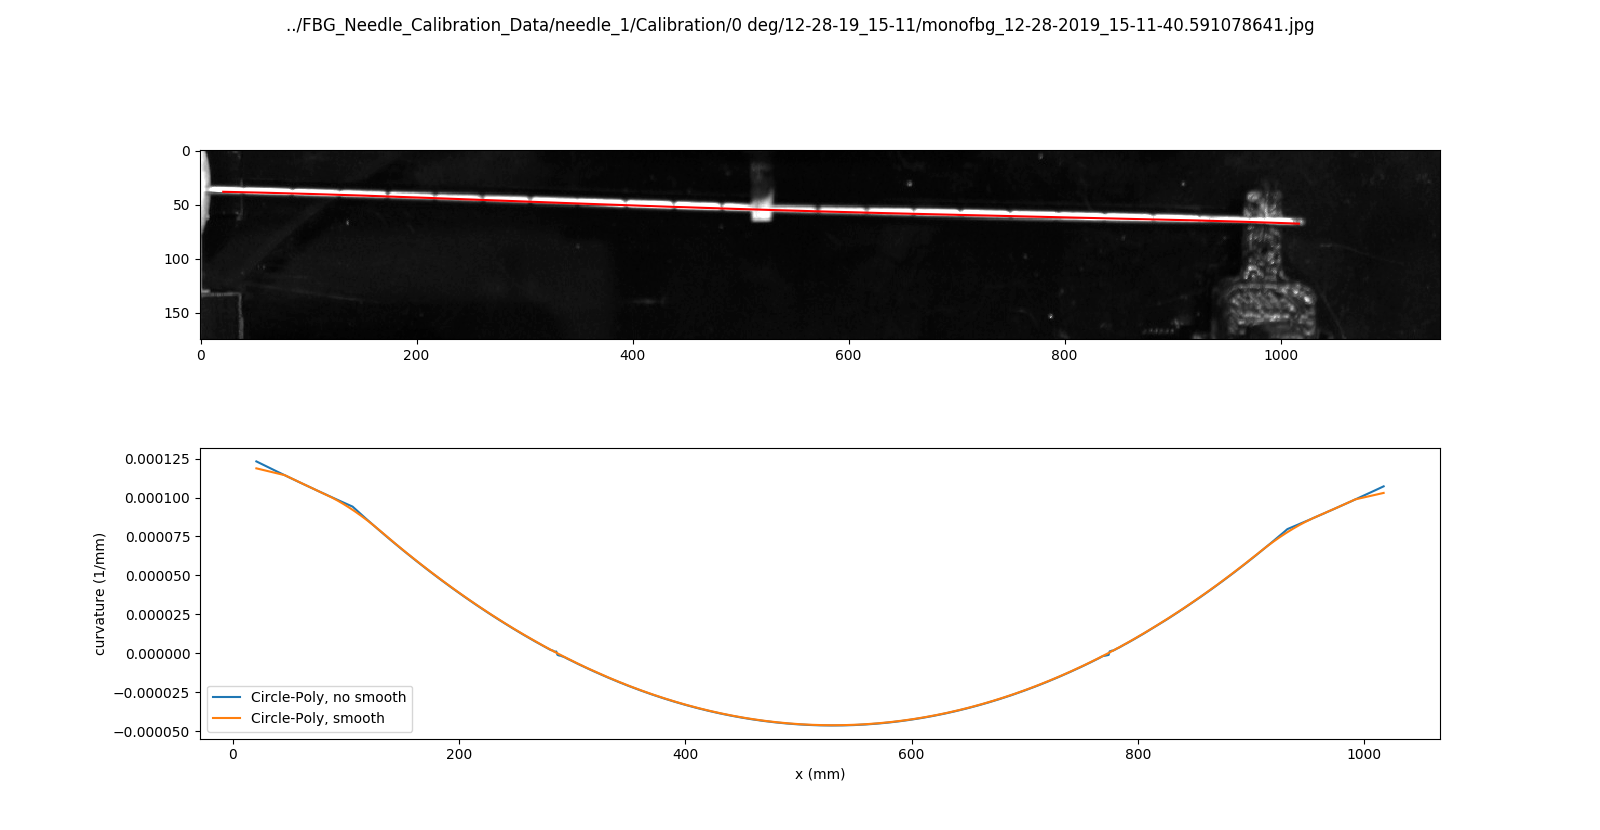 ../FBG_Needle_Calibration_Data/needle_1/Calibration/0 deg/12-28-19_15-11/monofbg_12-28-2019_15-11-40.591078641.jpg
0
50
100
150
0 200 400 600 800 1000
0.000125
0.000100
0.000075
0.000050
0.000025
0.000000
−0.000025
−0.000050
curvature (1/mm)
Circle-Poly, no smooth
Circle-Poly, smooth
0 200 400 600 800 1000
x (mm)